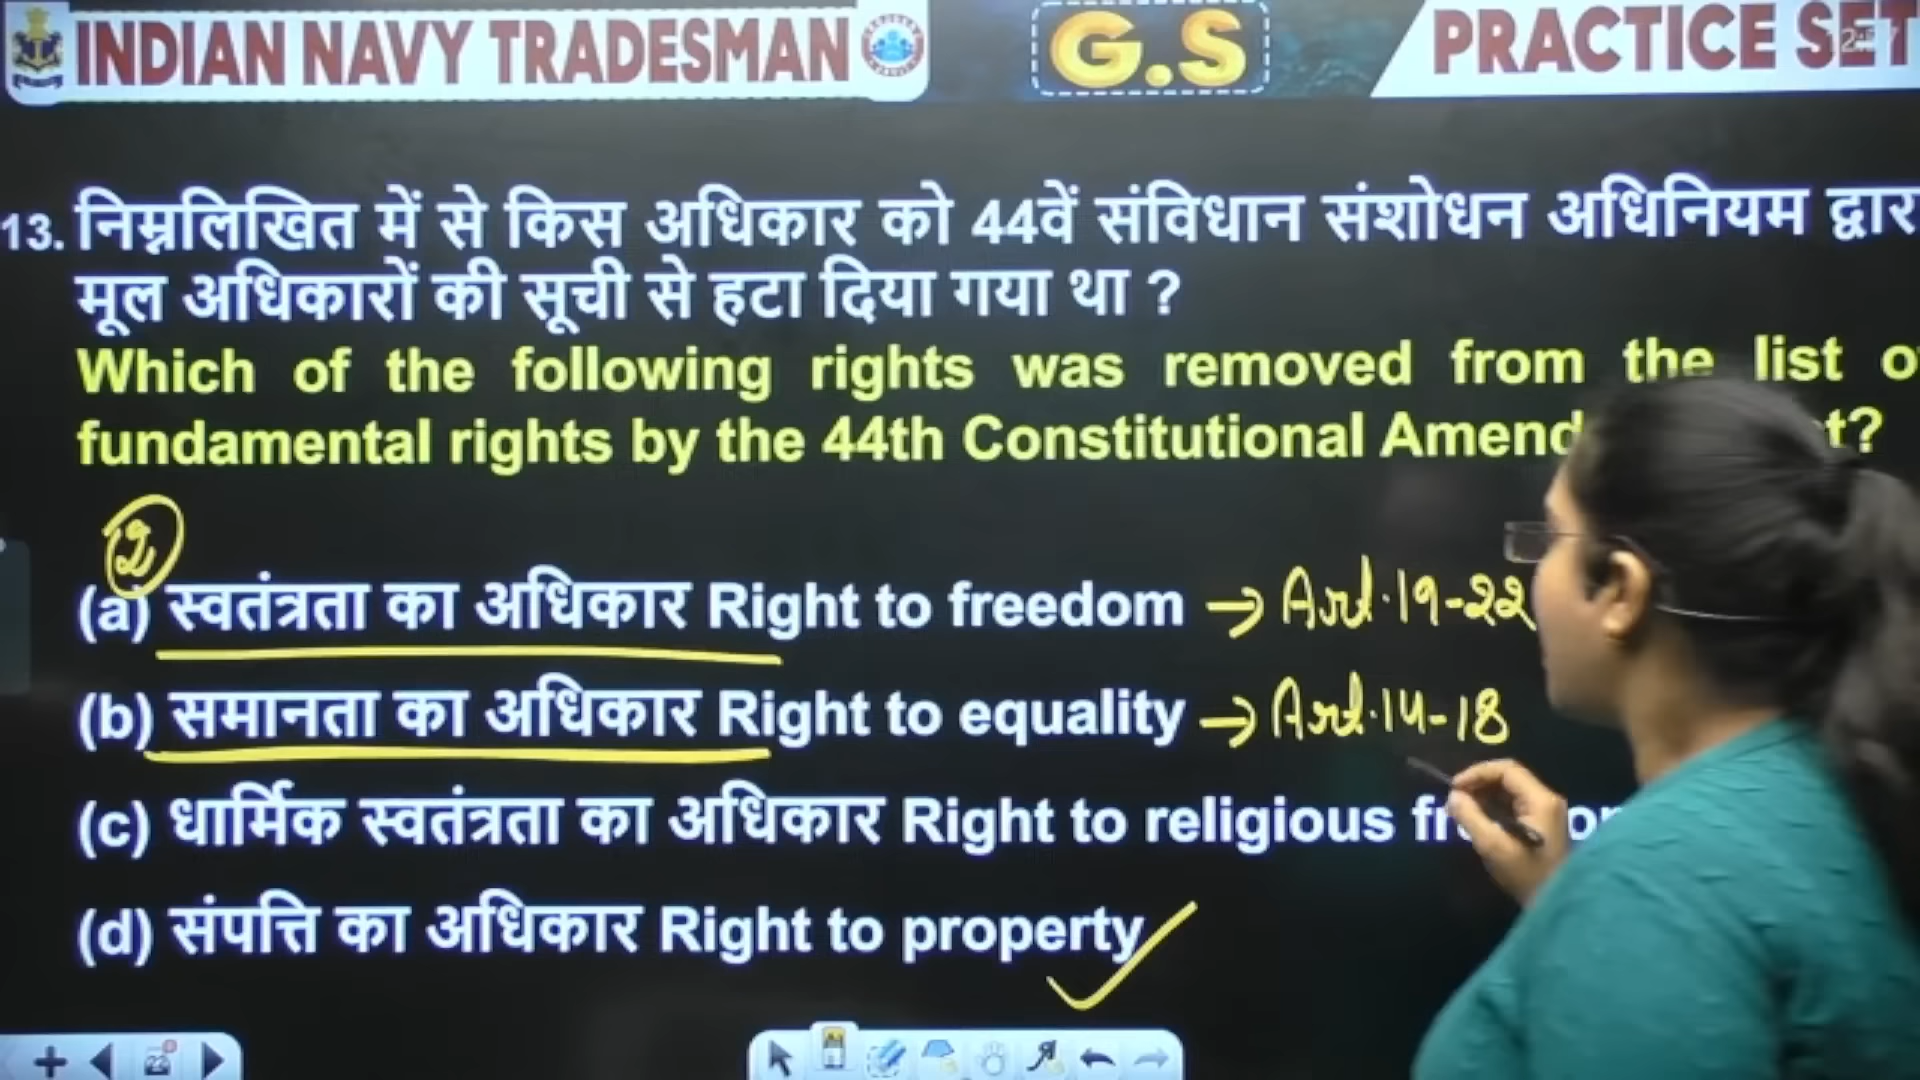 INDIAN NAVY TRADESMAN G.S PRACTICE SET
13. निम्नलिखित में से किस अधिकार को 44वें संविधान संशोधन अधिनियम द्वार
मूल अधिकारों की सूची से हटा दिया गया था ?
Which of the following rights was removed from the list o
fundamental rights by the 44th Constitutional Amend t?
2
(a) स्वतंत्रता का अधिकार Right to freedom → Art. 19-22
(b) समानता का अधिकार Right to equality → Art. 14-18
(c) धार्मिक स्वतंत्रता का अधिकार Right to religious
(d) संपत्ति का अधिकार Right to property
22